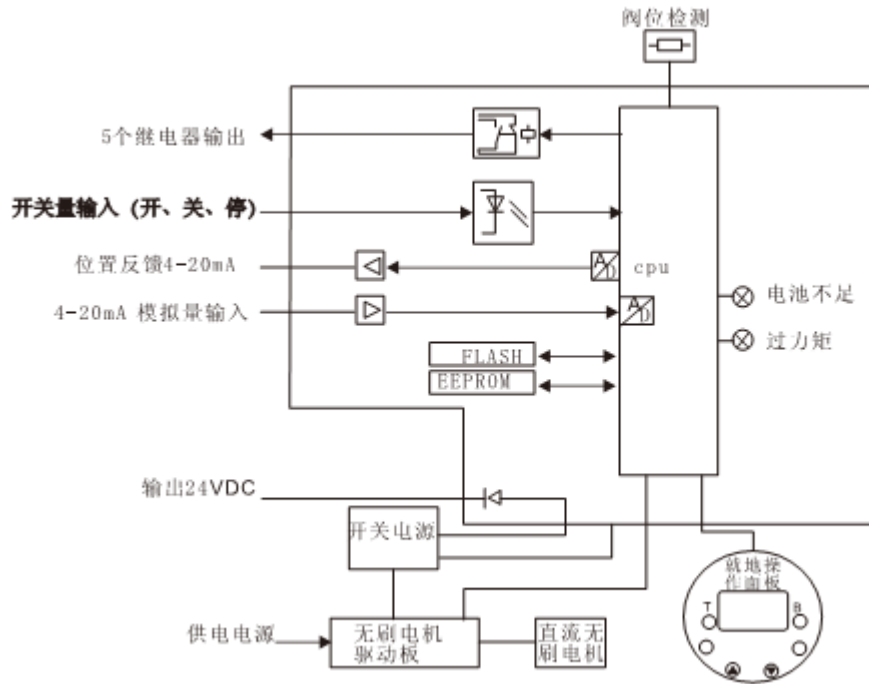 阀位检测
5个继电器输出
开关量输入（开、关、停）
位置反馈4-20mA
A
D
cpu
4-20mA 模拟量输入
A
D
电池不足
过力矩
FLASH
EEPROM
输出24VDC
开关电源
就地操
作面板
T
B
供电电源
无刷电机
驱动板
直流无
刷电机